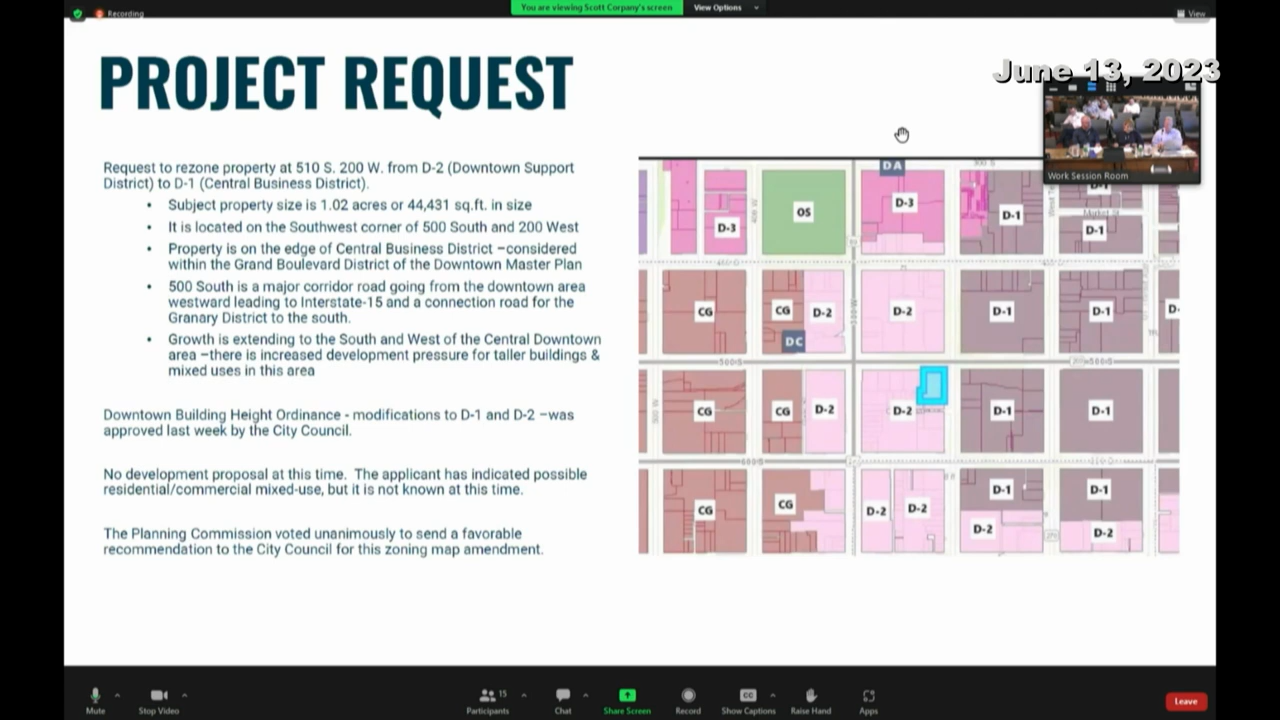 Recording
You are viewing Scott Corpany's screen
View Options
View
June 13, 2023
Work Session Room
PROJECT REQUEST
Request to rezone property at 510 S. 200 W. from D-2 (Downtown Support
District) to D-1 (Central Business District).
• Subject property size is 1.02 acres or 44,431 sq.ft. in size
• It is located on the Southwest corner of 500 South and 200 West
• Property is on the edge of Central Business District –considered
within the Grand Boulevard District of the Downtown Master Plan
• 500 South is a major corridor road going from the downtown area
westward leading to Interstate-15 and a connection road for the
Granary District to the south.
• Growth is extending to the South and West of the Central Downtown
area –there is increased development pressure for taller buildings &
mixed uses in this area
Downtown Building Height Ordinance - modifications to D-1 and D-2 –was
approved last week by the City Council.
No development proposal at this time. The applicant has indicated possible
residential/commercial mixed-use, but it is not known at this time.
The Planning Commission voted unanimously to send a favorable
recommendation to the City Council for this zoning map amendment.
DA
300 S
D-3
400 W
OS
D-3
D-1
D-1
Market St
D-1
CG
CG
D-2
D-2
D-1
D-1
D-
DC
500 S
500 S
CG
CG
D-2
D-2
D-1
D-1
600 S
CG
CG
D-2
D-2
D-1
D-2
D-1
D-2
Mute
Stop Video
Participants
15
Chat
Share Screen
Record
CC
Show Captions
Raise Hand
Apps
Leave